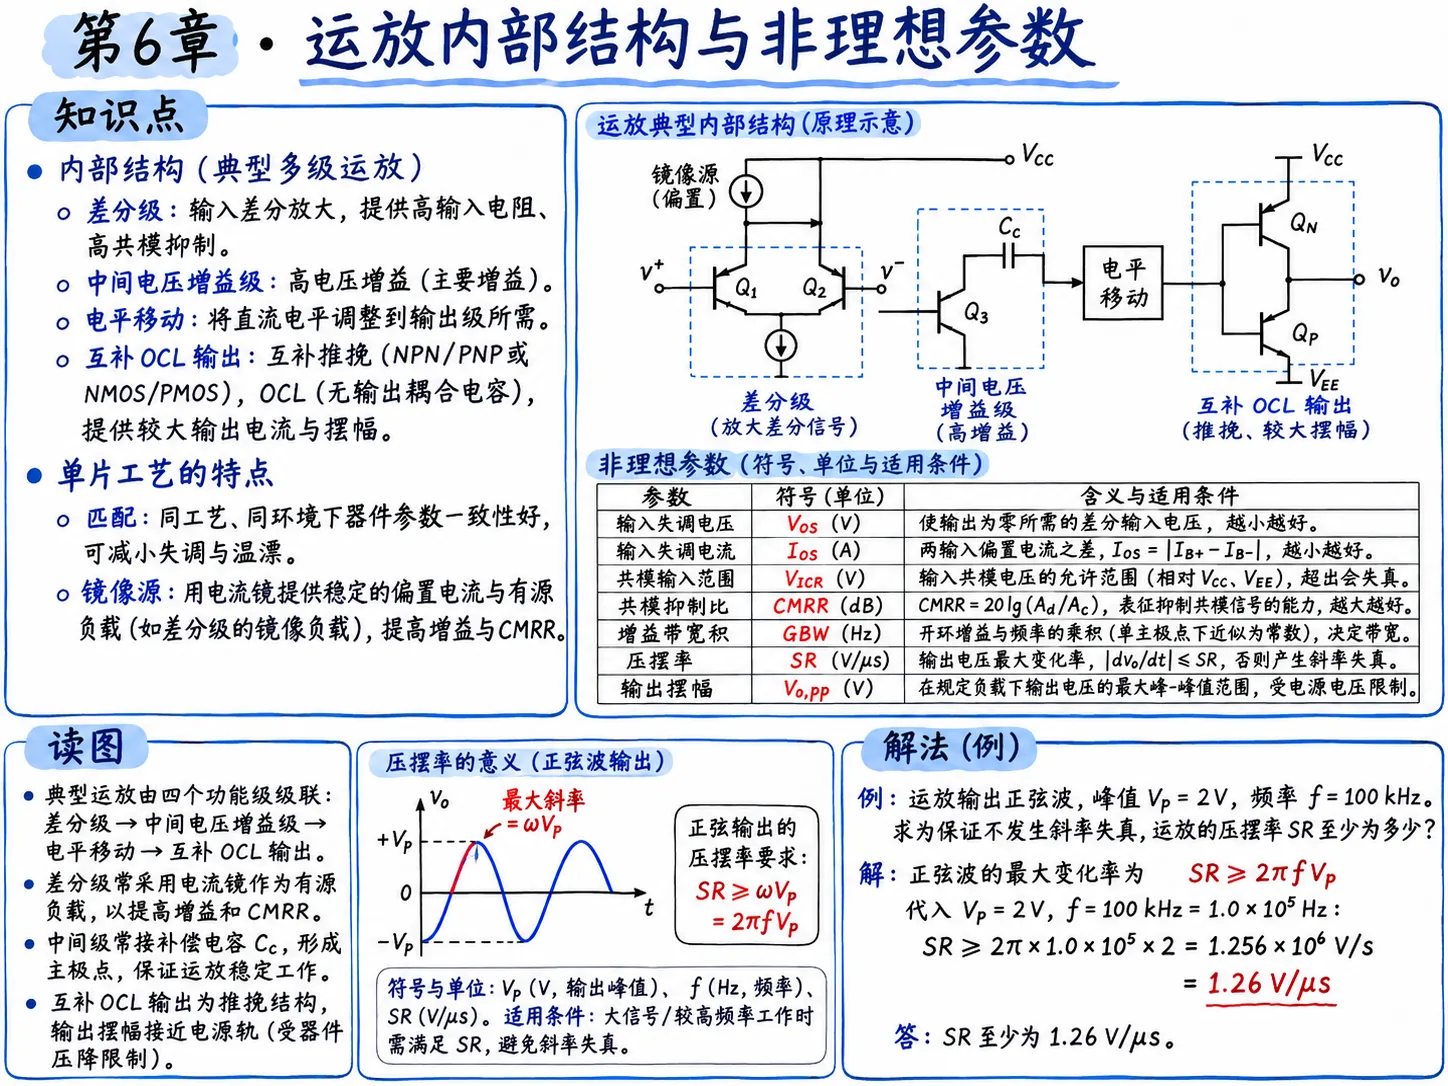 第6章·运放内部结构与非理想参数
知识点
• 内部结构(典型多级运放)
○ 差分级:输入差分放大,提供高输入电阻、
高共模抑制。
○ 中间电压增益级:高电压增益(主要增益)。
○ 电平移动:将直流电平调整到输出级所需。
○ 互补 OCL 输出:互补推挽(NPN/PNP或
NMOS/PMOS),OCL(无输出耦合电容),
提供较大输出电流与摆幅。
• 单片工艺的特点
○ 匹配:同工艺、同环境下器件参数一致性好,
可减小失调与温漂。
○ 镜像源:用电流镜提供稳定的偏置电流与有源
负载(如差分级的镜像负载),提高增益与CMRR。
运放典型内部结构(原理示意)
镜像源
(偏置)
VCC
v⁺
Q₁
Q₂
v⁻
差分级
(放大差分信号)
Cc
Q₃
中间电压
增益级
(高增益)
电平
移动
VCC
QN
vo
QP
VEE
互补 OCL 输出
(推挽、较大摆幅)
非理想参数(符号、单位与适用条件)
参数 符号(单位) 含义与适用条件
输入失调电压 VOS (V) 使输出为零所需的差分输入电压,越小越好。
输入失调电流 IOS (A) 两输入偏置电流之差,IOS = |IB+ − IB−|,越小越好。
共模输入范围 VICR (V) 输入共模电压的允许范围(相对 VCC、VEE),超出会失真。
共模抑制比 CMRR (dB) CMRR = 20lg(Ad/Ac),表征抑制共模信号的能力,越大越好。
增益带宽积 GBW (Hz) 开环增益与频率的乘积(单主极点下近似为常数),决定带宽。
压摆率 SR (V/μs) 输出电压最大变化率,|dvo/dt| ≤ SR,否则产生斜率失真。
输出摆幅 Vo,pp (V) 在规定负载下输出电压的最大峰-峰值范围,受电源电压限制。
读图
• 典型运放由四个功能级级联:
差分级 → 中间电压增益级 →
电平移动 → 互补 OCL 输出。
• 差分级常采用电流镜作为有源
负载,以提高增益和 CMRR。
• 中间级常接补偿电容 Cc,形成
主极点,保证运放稳定工作。
• 互补 OCL 输出为推挽结构,
输出摆幅接近电源轨(受器件
压降限制)。
压摆率的意义(正弦波输出)
vo
最大斜率
= ωVp
+Vp
0
−Vp
t
正弦输出的
压摆率要求:
SR ≥ ωVp
= 2πfVp
符号与单位:Vp (V, 输出峰值)、 f (Hz, 频率)、
SR (V/μs)。适用条件:大信号/较高频率工作时
需满足 SR,避免斜率失真。
解法(例)
例:运放输出正弦波,峰值 Vp = 2V,频率 f = 100 kHz。
求为保证不发生斜率失真,运放的压摆率 SR 至少为多少?
解:正弦波的最大变化率为 SR ≥ 2πfVp
代入 Vp = 2V, f = 100 kHz = 1.0 × 10⁵ Hz:
SR ≥ 2π × 1.0 × 10⁵ × 2 = 1.256 × 10⁶ V/s
= 1.26 V/μs
答:SR 至少为 1.26 V/μs。